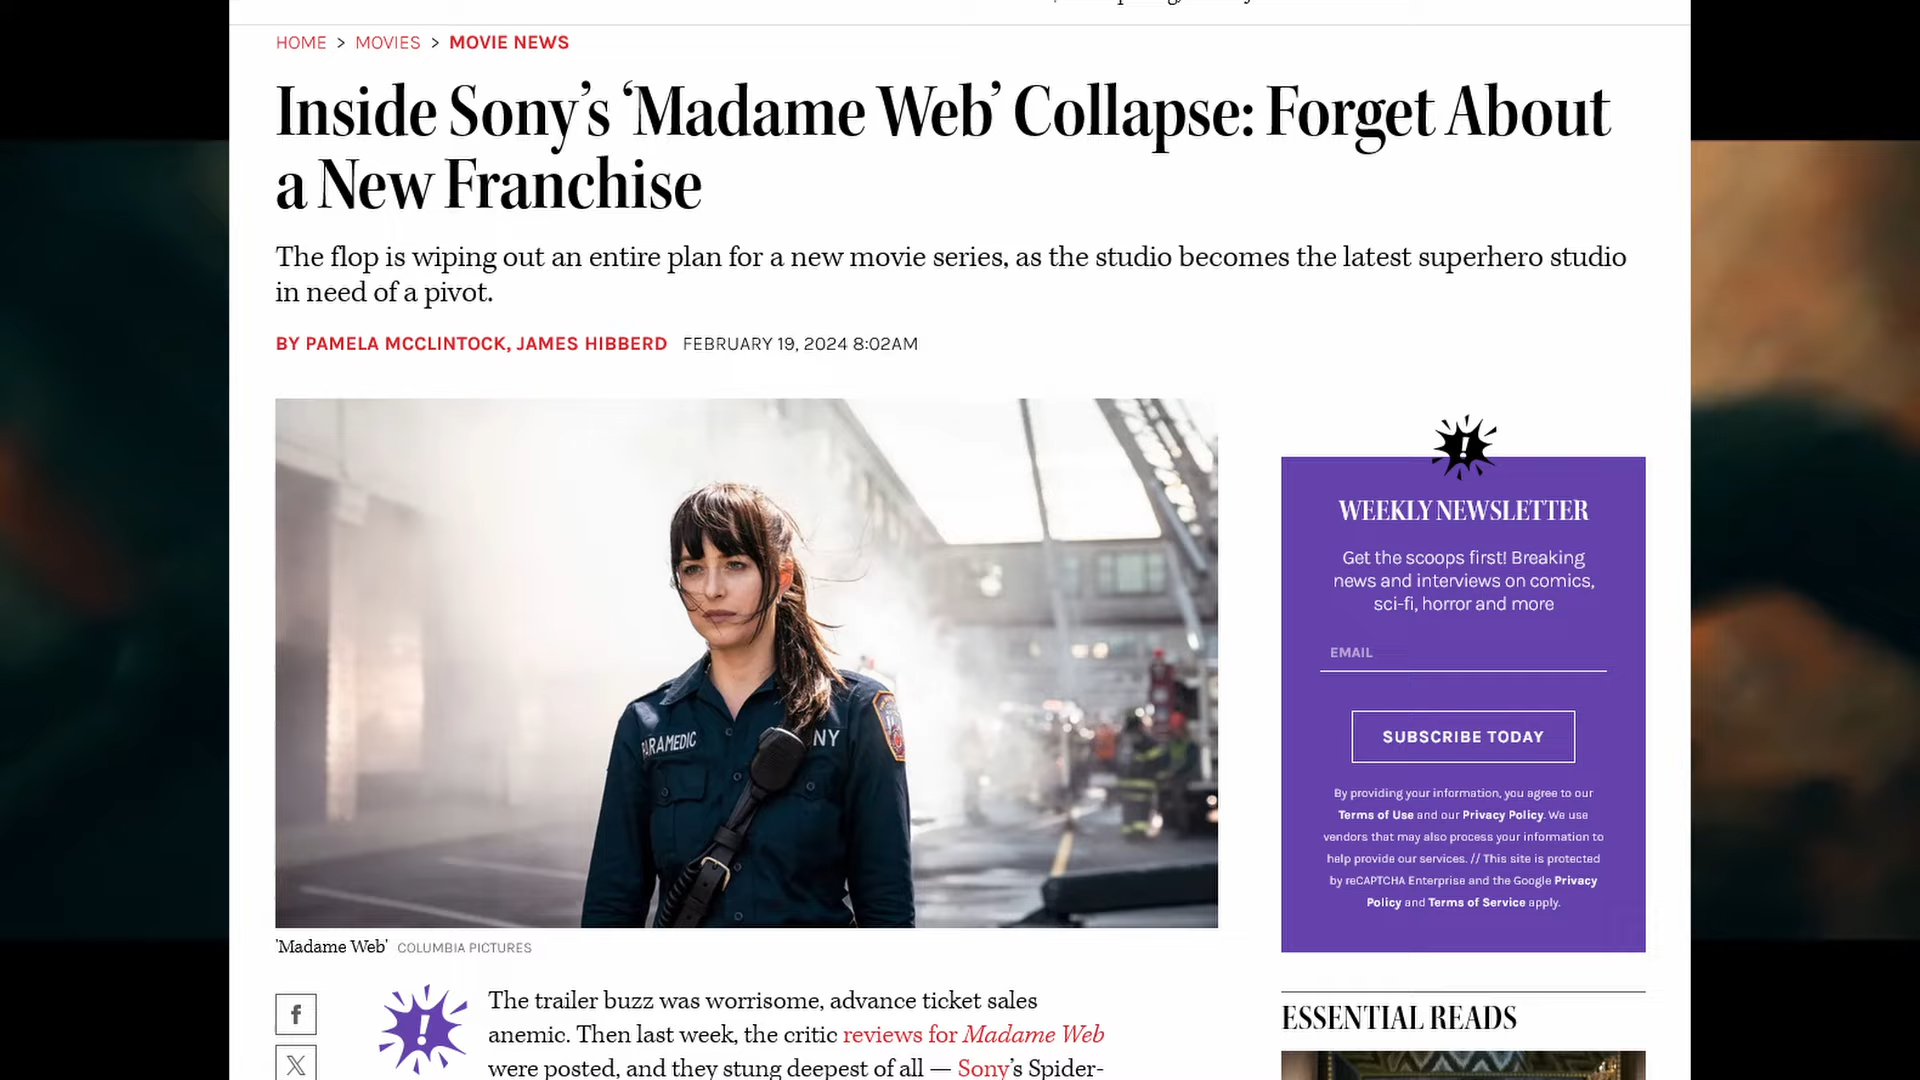 HOME > MOVIES > MOVIE NEWS
Inside Sony's ‘Madame Web’ Collapse: Forget About
a New Franchise
The flop is wiping out an entire plan for a new movie series, as the studio becomes the latest superhero studio
in need of a pivot.
BY PAMELA MCCLINTOCK, JAMES HIBBERD FEBRUARY 19, 2024 8:02AM
PARAMEDIC
NY
'Madame Web' COLUMBIA PICTURES
The trailer buzz was worrisome, advance ticket sales
anemic. Then last week, the critic reviews for Madame Web
were posted, and they stung deepest of all — Sony's Spider-
WEEKLY NEWSLETTER
Get the scoops first! Breaking
news and interviews on comics,
sci-fi, horror and more
EMAIL
SUBSCRIBE TODAY
By providing your information, you agree to our
Terms of Use and our Privacy Policy. We use
vendors that may also process your information to
help provide our services. // This site is protected
by reCAPTCHA Enterprise and the Google Privacy
Policy and Terms of Service apply.
ESSENTIAL READS